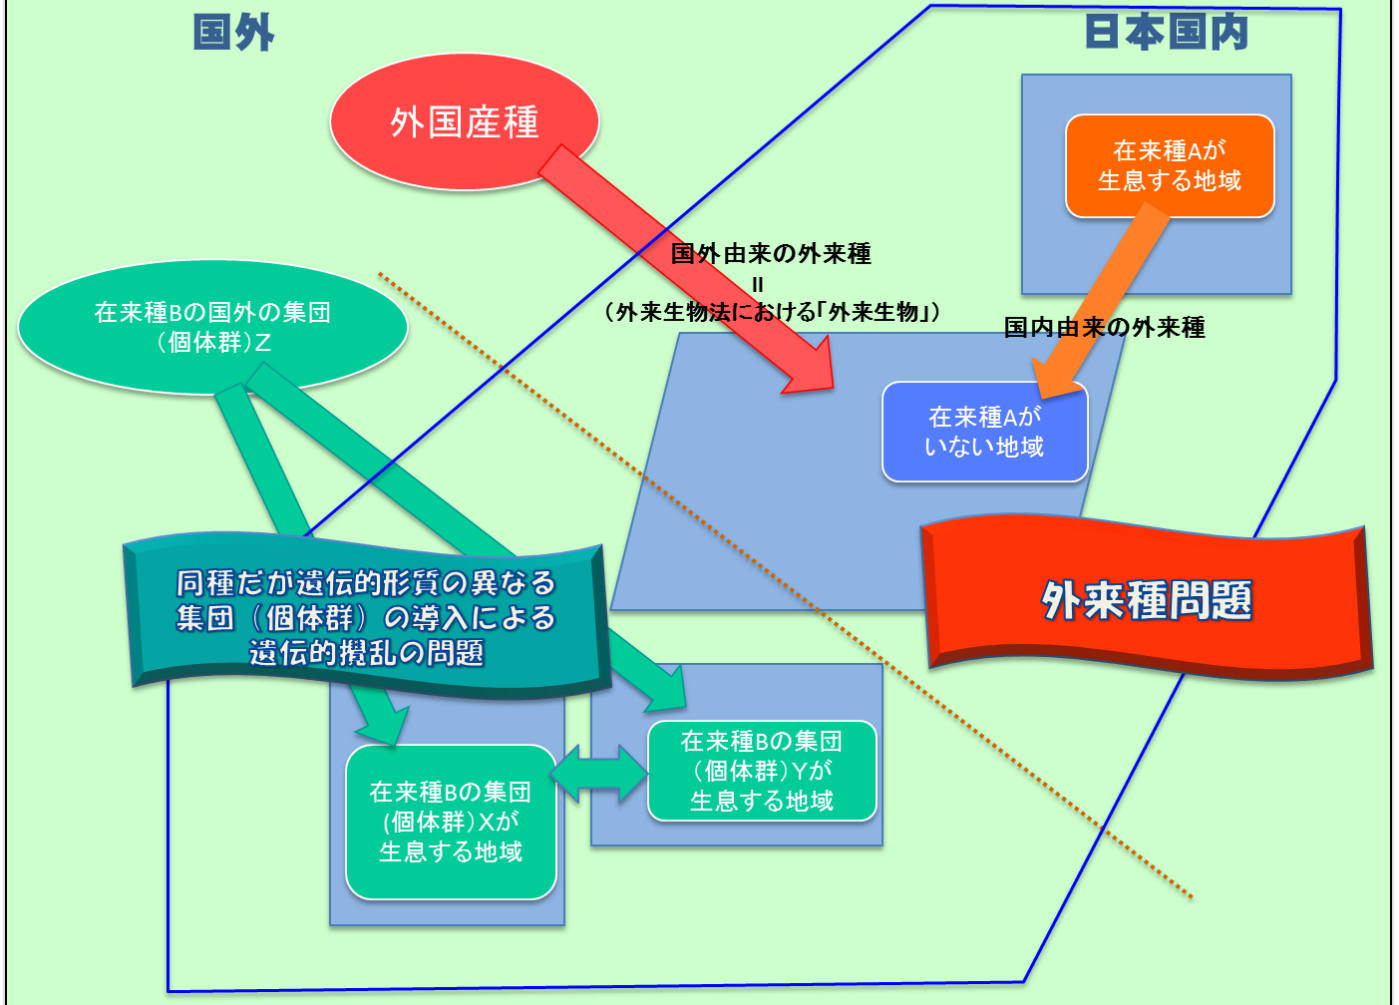 国外
日本国内
外国産種
在来種Aが
生息する地域
国外由来の外来種
॥
（外来生物法における「外来生物」）
国内由来の外来種
在来種Bの国外の集団
（個体群）Z
在来種Aが
いない地域
同種だが遺伝的形質の異なる
集団（個体群）の導入による
遺伝的攪乱の問題
外来種問題
在来種Bの集団
（個体群）Yが
生息する地域
在来種Bの集団
(個体群）Xが
生息する地域